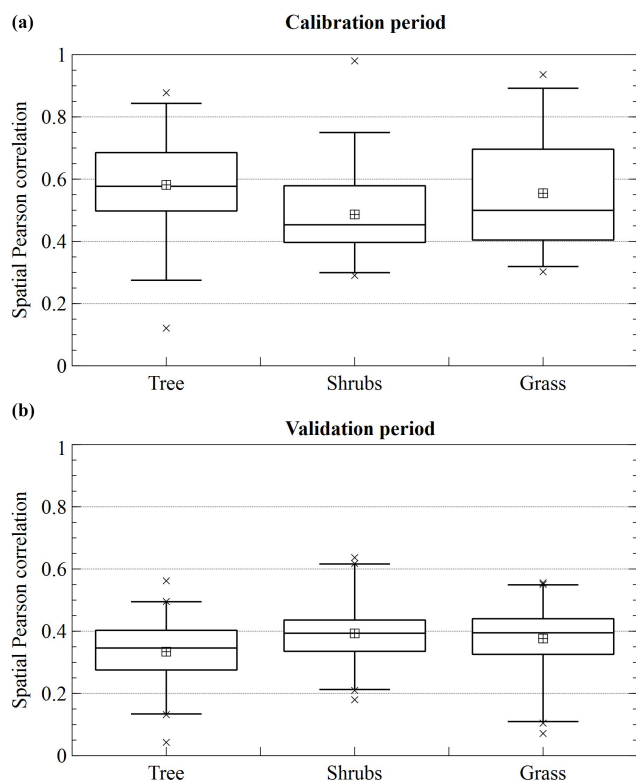 (a)
Calibration period
Spatial Pearson correlation
1
0.8
0.6
0.4
0.2
0
Tree Shrubs Grass
(b)
Validation period
Spatial Pearson correlation
1
0.8
0.6
0.4
0.2
0
Tree Shrubs Grass